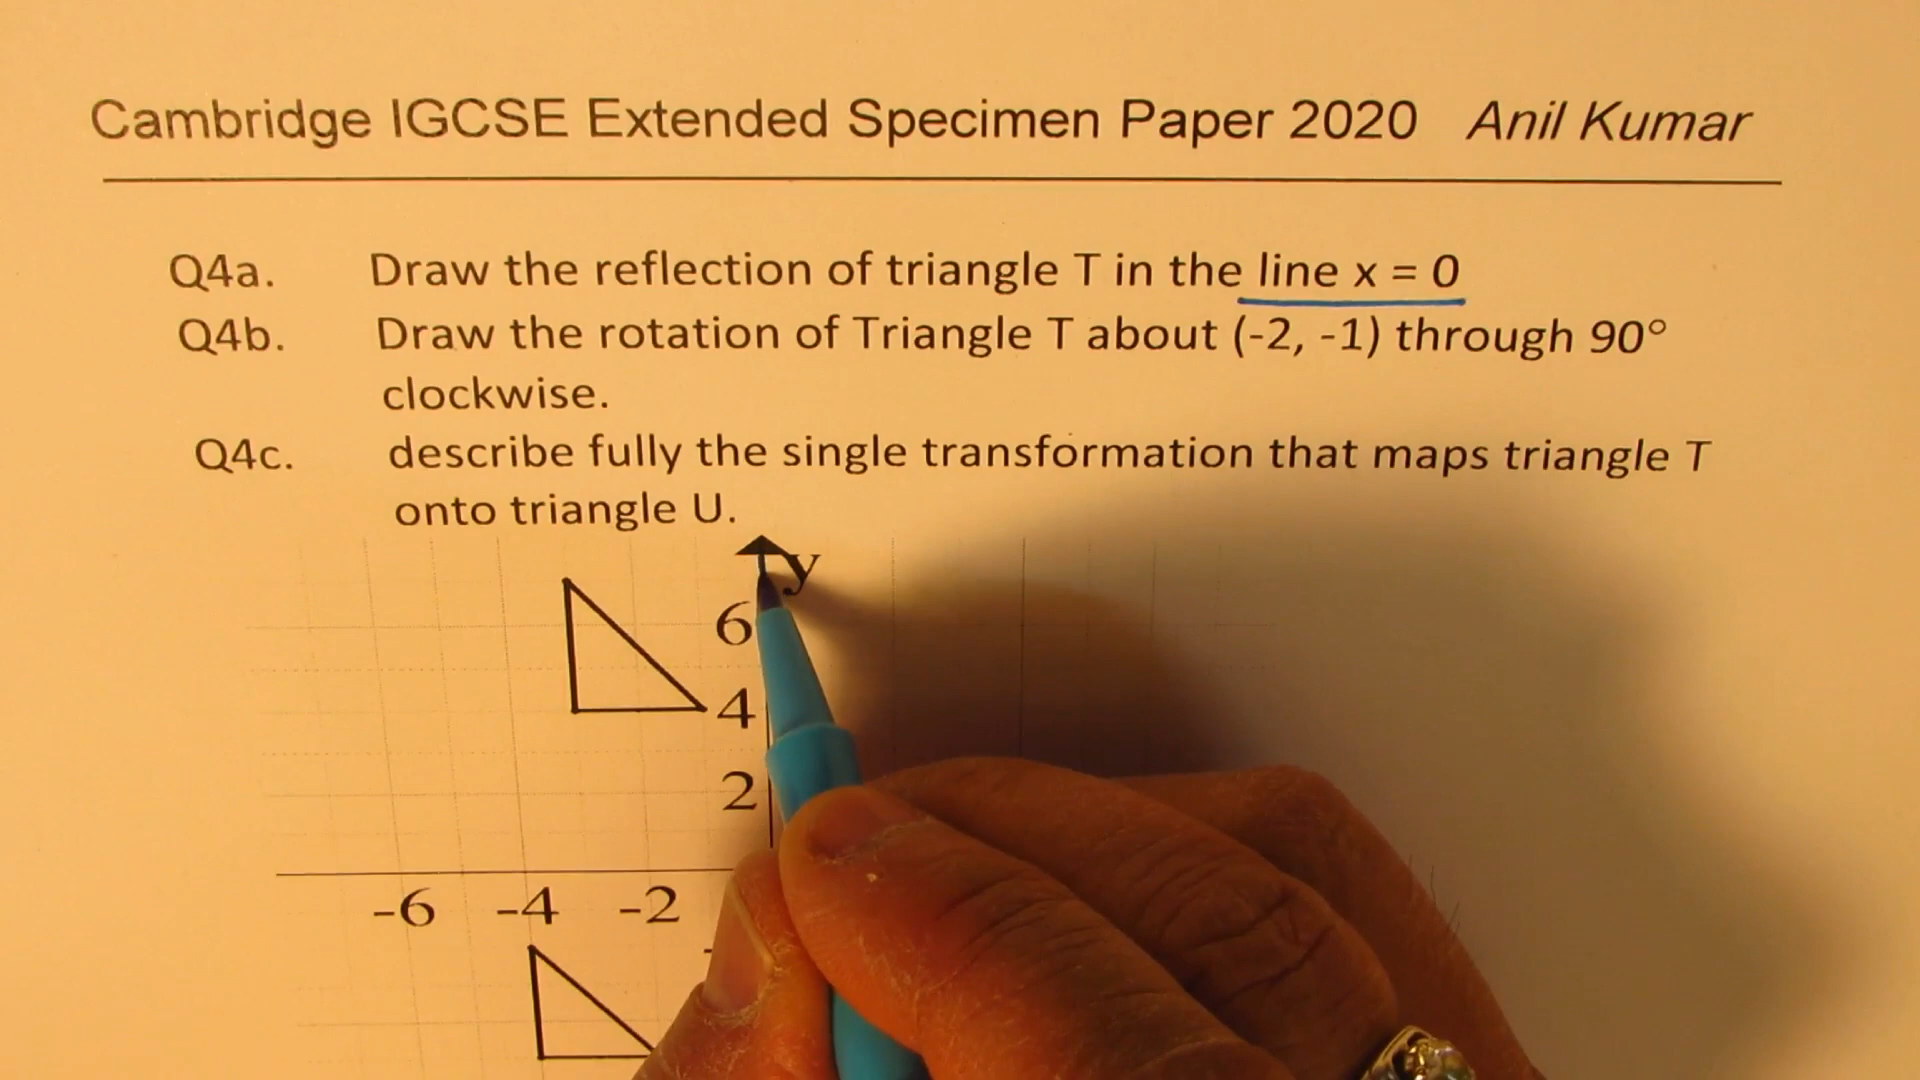 Cambridge IGCSE Extended Specimen Paper 2020 Anil Kumar
Q4a. Draw the reflection of triangle T in the line x = 0
Q4b. Draw the rotation of Triangle T about (-2, -1) through 90°
clockwise.
Q4c. describe fully the single transformation that maps triangle T
onto triangle U.
y
6
4
2
-6 -4 -2